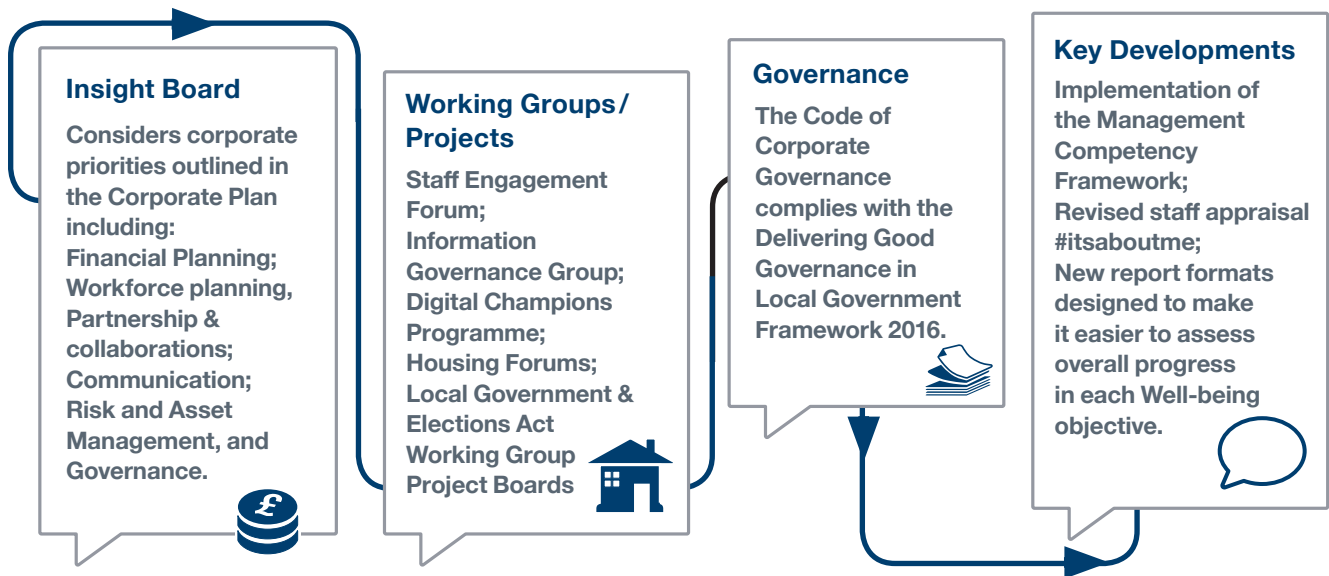 Insight Board
Considers corporate
priorities outlined in
the Corporate Plan
including:
Financial Planning;
Workforce planning,
Partnership &
collaborations;
Communication;
Risk and Asset
Management, and
Governance.
£
Working Groups/
Projects
Staff Engagement
Forum;
Information
Governance Group;
Digital Champions
Programme;
Housing Forums;
Local Government &
Elections Act
Working Group
Project Boards
Governance
The Code of
Corporate
Governance
complies with the
Delivering Good
Governance in
Local Government
Framework 2016.
Key Developments
Implementation of
the Management
Competency
Framework;
Revised staff appraisal
#itsaboutme;
New report formats
designed to make
it easier to assess
overall progress
in each Well-being
objective.